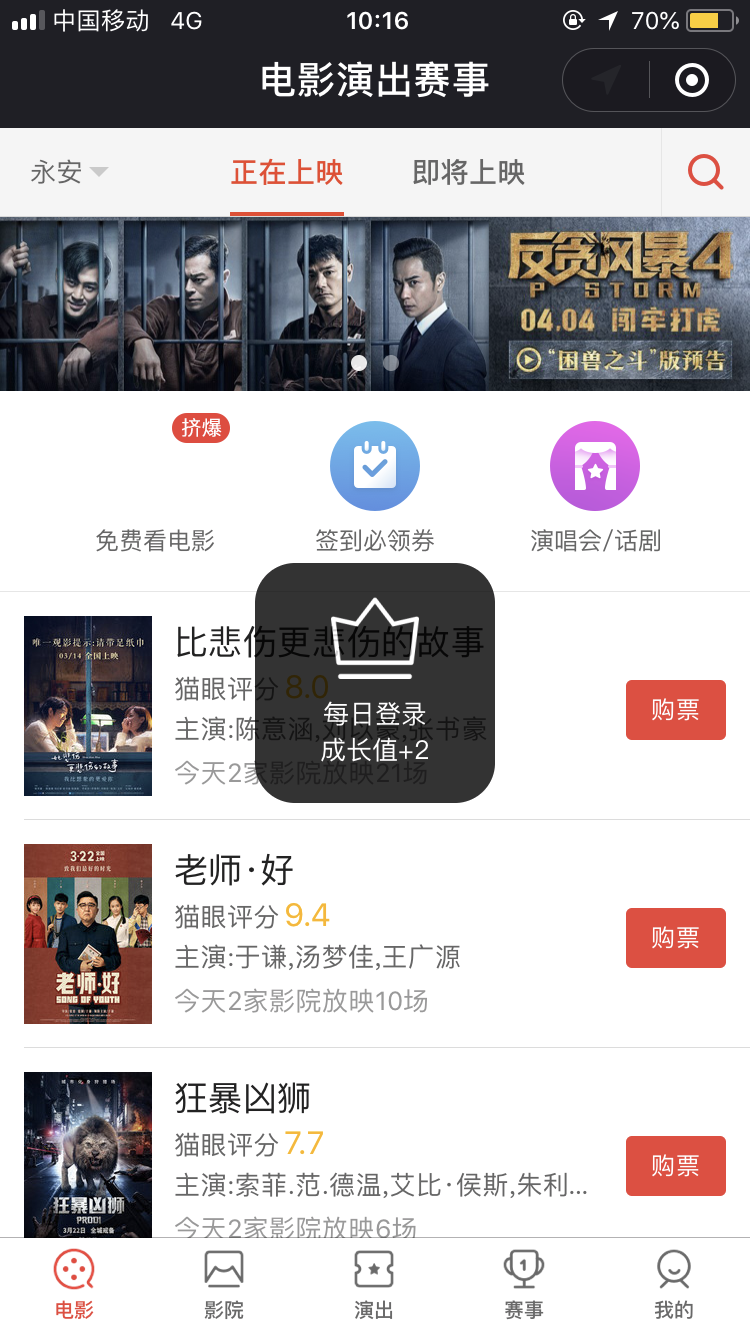 中国移动 4G 10:16 70%
电影演出赛事
永安 正在上映 即将上映
反贪风暴4
P STORM
04.04 闯牢打虎
“困兽之斗”版预告
挤爆
免费看电影 签到必领券 演唱会/话剧
每日登录
成长值+2
唯一观影提示:请带足纸巾
03/14 全国上映
比悲伤更悲伤的故事
比悲伤更悲伤的故事
猫眼评分 8.0
主演:陈意涵,刘以豪,张书豪
今天2家影院放映21场
购票
3·22 全国上映
老师·好
SONG OF YOUTH
老师·好
猫眼评分 9.4
主演:于谦,汤梦佳,王广源
今天2家影院放映10场
购票
狂暴凶狮
3月22日
狂暴凶狮
猫眼评分 7.7
主演:索菲.范.德温,艾比·侯斯,朱利...
今天2家影院放映6场
购票
电影 影院 演出 赛事 我的